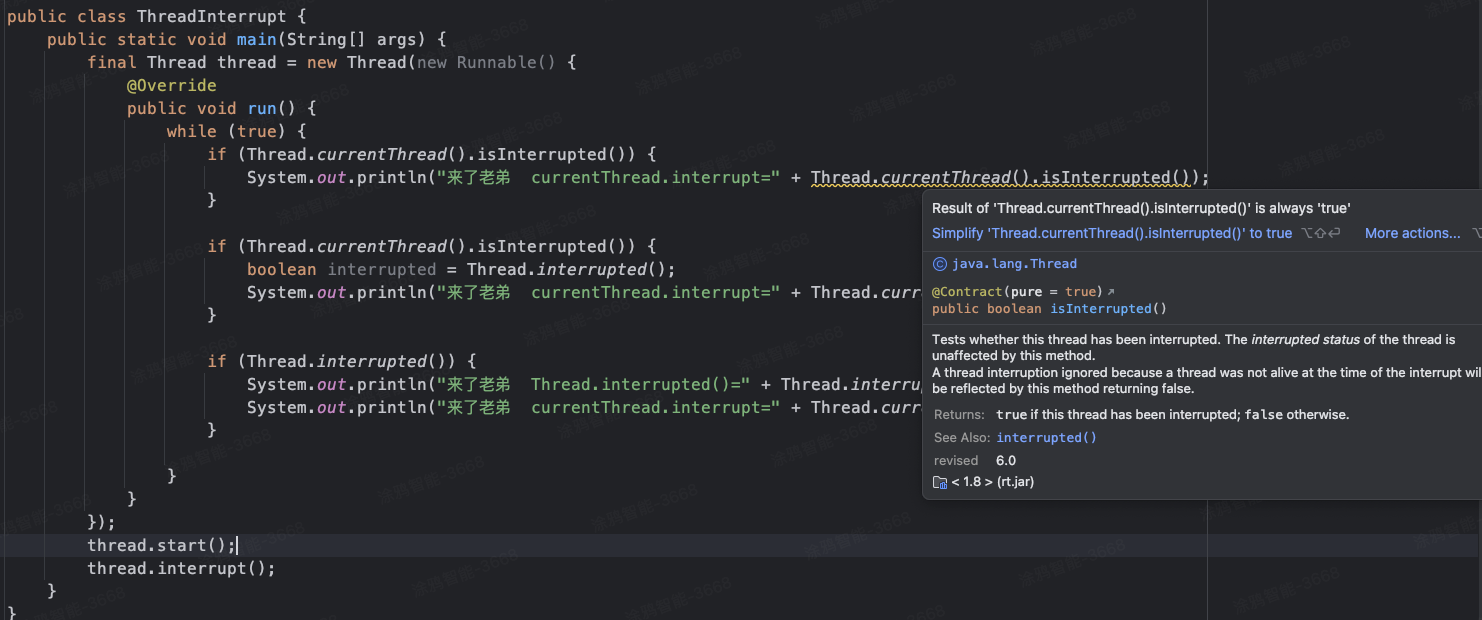 public class ThreadInterrupt {
public static void main(String[] args) {
final Thread thread = new Thread(new Runnable() {
@Override
public void run() {
while (true) {
if (Thread.currentThread().isInterrupted()) {
System.out.println("来了老弟  currentThread.interrupt=" + Thread.currentThread().isInterrupted());
}
if (Thread.currentThread().isInterrupted()) {
boolean interrupted = Thread.interrupted();
System.out.println("来了老弟  currentThread.interrupt=" + Thread.curr
}
if (Thread.interrupted()) {
System.out.println("来了老弟  Thread.interrupted()=" + Thread.interru
System.out.println("来了老弟  currentThread.interrupt=" + Thread.curr
}
}
}
});
thread.start();
thread.interrupt();
}
}
Result of 'Thread.currentThread().isInterrupted()' is always 'true'
Simplify 'Thread.currentThread().isInterrupted()' to true ⌥⇧⏎ More actions... ⌥
java.lang.Thread
@Contract(pure = true)
public boolean isInterrupted()
Tests whether this thread has been interrupted. The interrupted status of the thread is
unaffected by this method.
A thread interruption ignored because a thread was not alive at the time of the interrupt wil
be reflected by this method returning false.
Returns: true if this thread has been interrupted; false otherwise.
See Also: interrupted()
revised 6.0
< 1.8 > (rt.jar)
涂鸦智能-3668